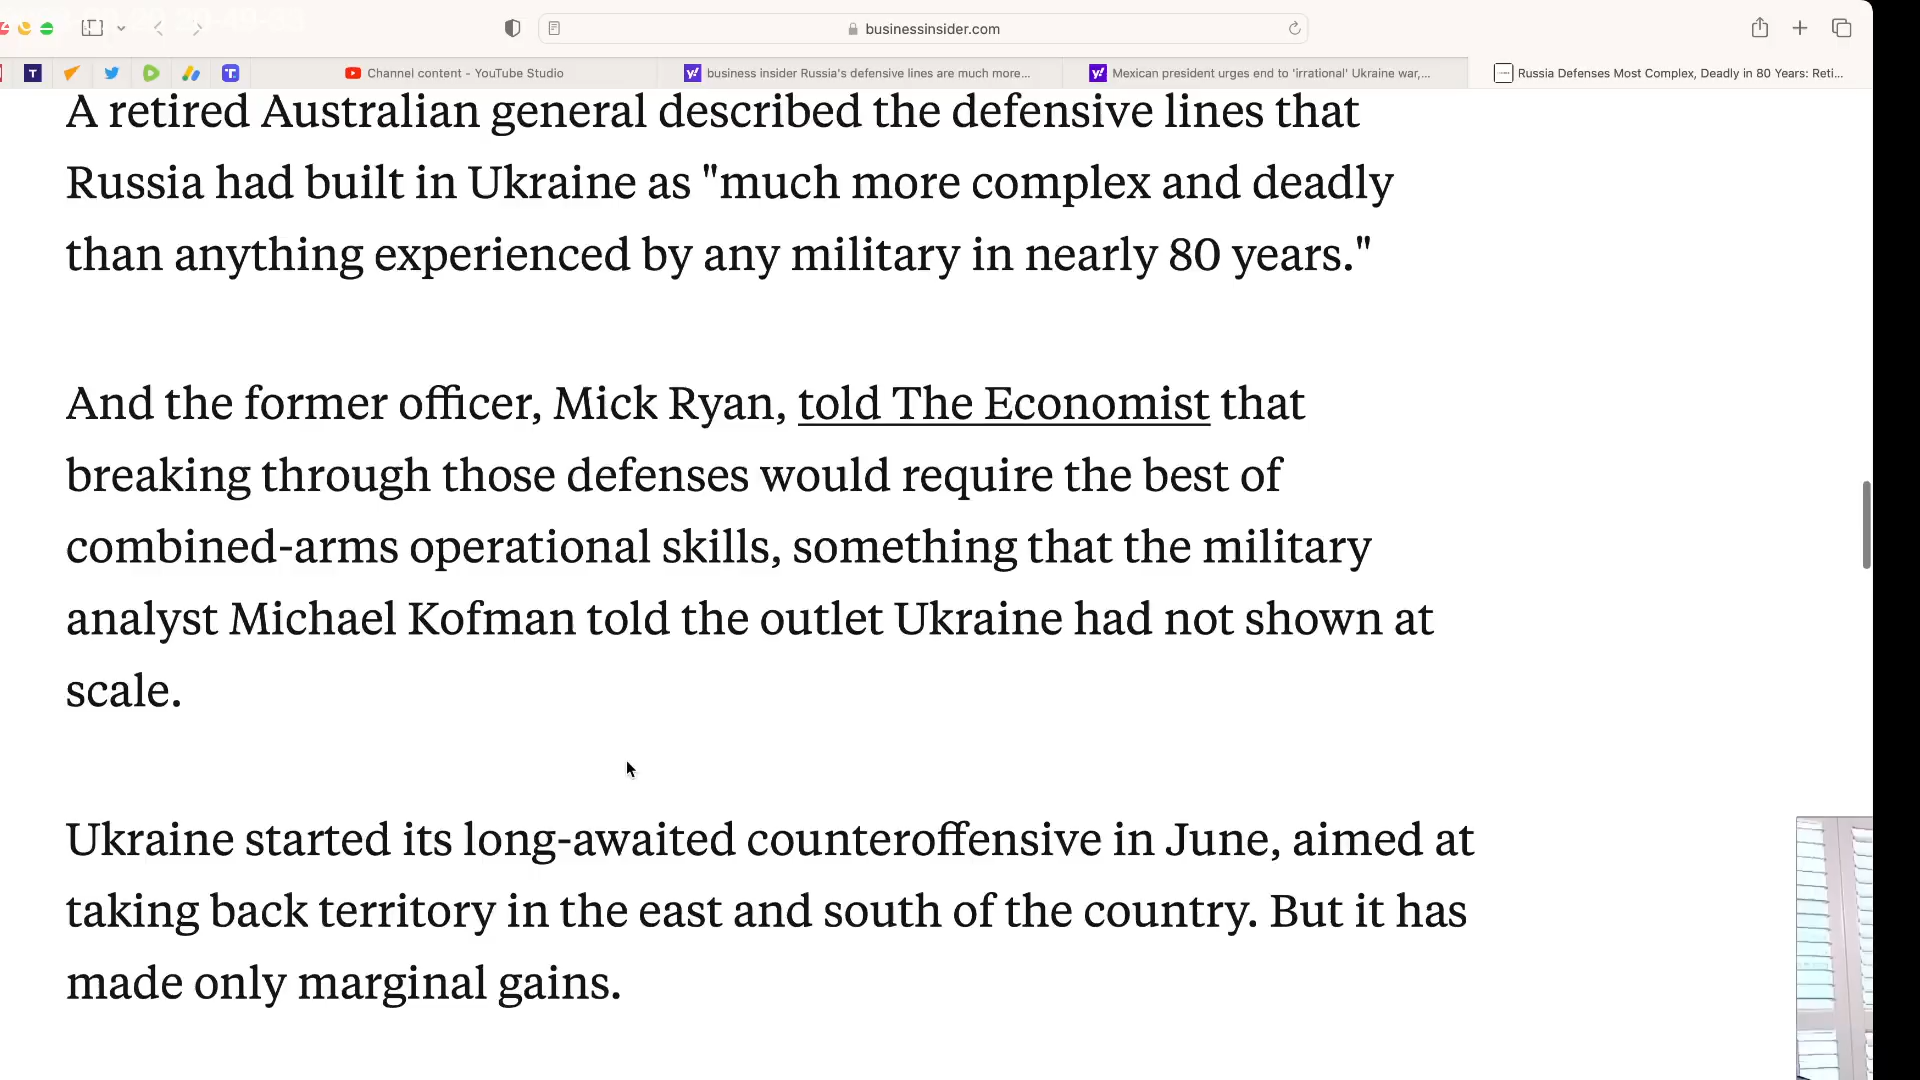 businessinsider.com
Channel content - YouTube Studio
business insider Russia's defensive lines are much more...
Mexican president urges end to 'irrational' Ukraine war,...
Russia Defenses Most Complex, Deadly in 80 Years: Reti...
A retired Australian general described the defensive lines that
Russia had built in Ukraine as "much more complex and deadly
than anything experienced by any military in nearly 80 years."
And the former officer, Mick Ryan, told The Economist that
breaking through those defenses would require the best of
combined-arms operational skills, something that the military
analyst Michael Kofman told the outlet Ukraine had not shown at
scale.
Ukraine started its long-awaited counteroffensive in June, aimed at
taking back territory in the east and south of the country. But it has
made only marginal gains.